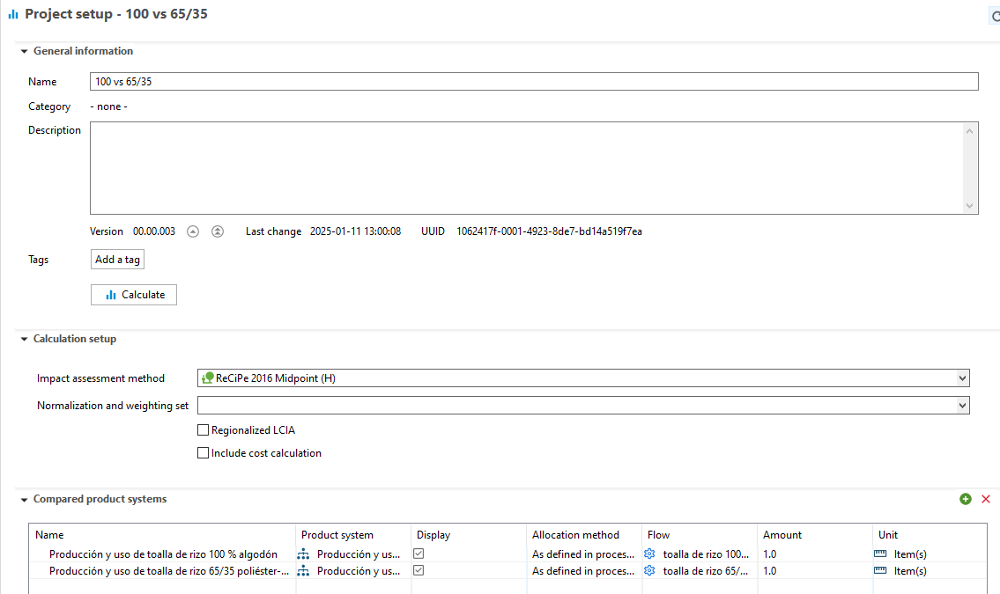 Project setup - 100 vs 65/35
General information
Name 100 vs 65/35
Category - none -
Description
Version 00.00.003 Last change 2025-01-11 13:00:08 UUID 1062417f-0001-4923-8de7-bd14a519f7ea
Tags Add a tag
Calculate
Calculation setup
Impact assessment method ReCiPe 2016 Midpoint (H)
Normalization and weighting set
Regionalized LCIA
Include cost calculation
Compared product systems
Name Product system Display Allocation method Flow Amount Unit
Producción y uso de toalla de rizo 100 % algodón Producción y us... As defined in proces... toalla de rizo 100... 1.0 Item(s)
Producción y uso de toalla de rizo 65/35 poliéster-... Producción y us... As defined in proces... toalla de rizo 65/... 1.0 Item(s)